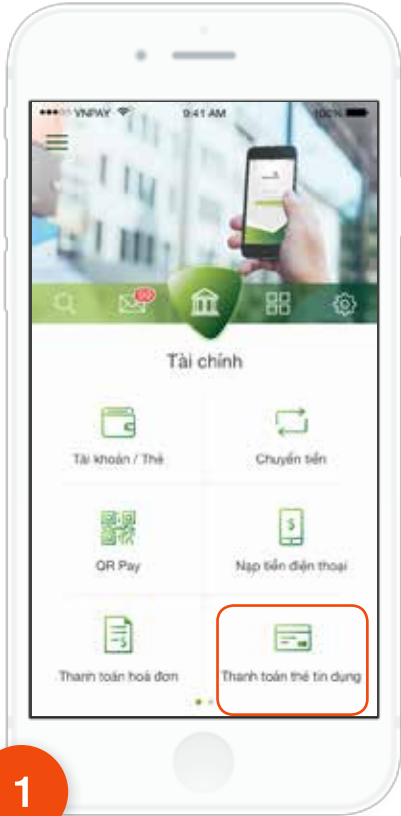 VNPAY 9:41 AM 100%
Tài chính
Tài khoản / Thẻ
Chuyển tiền
QR Pay
Nạp tiền điện thoại
Thanh toán hoá đơn
Thanh toán thẻ tín dụng
1